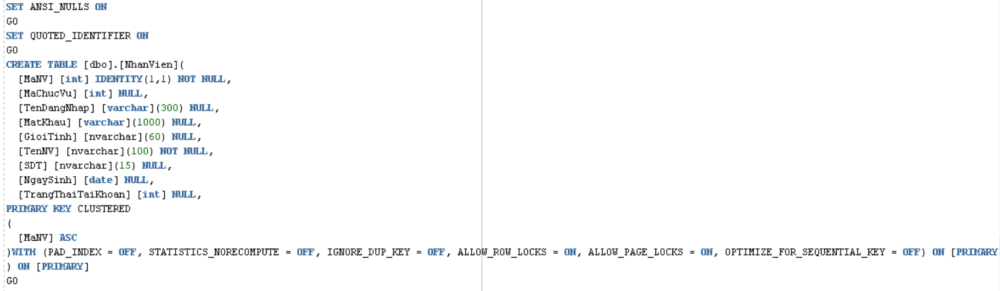 SET ANSI_NULLS ON
GO
SET QUOTED_IDENTIFIER ON
GO
CREATE TABLE [dbo].[NhanVien](
  [MaNV] [int] IDENTITY(1,1) NOT NULL,
  [MaChucVu] [int] NULL,
  [TenDangNhap] [varchar](300) NULL,
  [MatKhau] [varchar](1000) NULL,
  [GioiTinh] [nvarchar](60) NULL,
  [TenNV] [nvarchar](100) NOT NULL,
  [SDT] [nvarchar](15) NULL,
  [NgaySinh] [date] NULL,
  [TrangThaiTaiKhoan] [int] NULL,
PRIMARY KEY CLUSTERED
(
  [MaNV] ASC
)WITH (PAD_INDEX = OFF, STATISTICS_NORECOMPUTE = OFF, IGNORE_DUP_KEY = OFF, ALLOW_ROW_LOCKS = ON, ALLOW_PAGE_LOCKS = ON, OPTIMIZE_FOR_SEQUENTIAL_KEY = OFF) ON [PRIMARY
) ON [PRIMARY]
GO